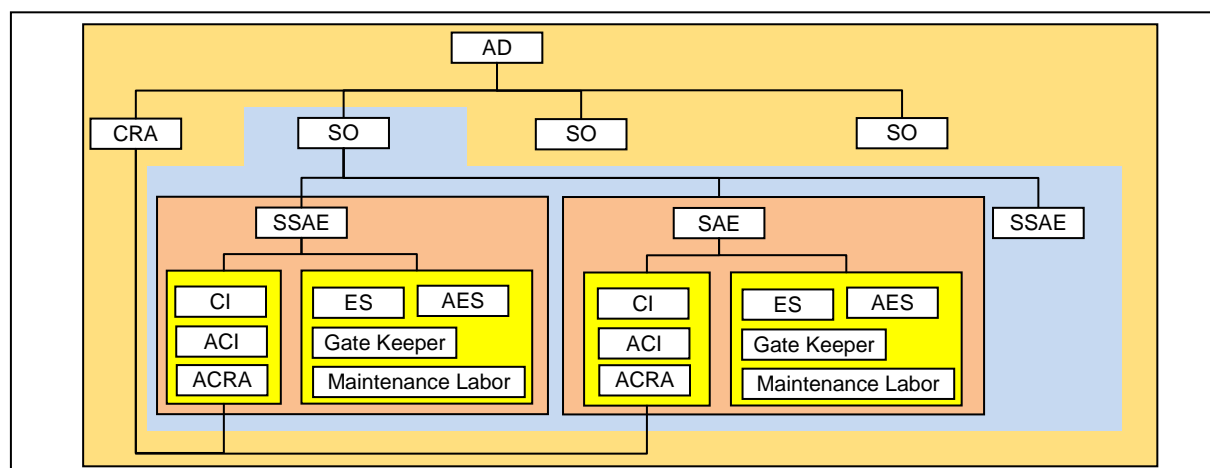 AD
CRA
SO
SO
SO
SSAE
SAE
SSAE
CI
ACI
ACRA
ES
AES
Gate Keeper
Maintenance Labor
CI
ACI
ACRA
ES
AES
Gate Keeper
Maintenance Labor